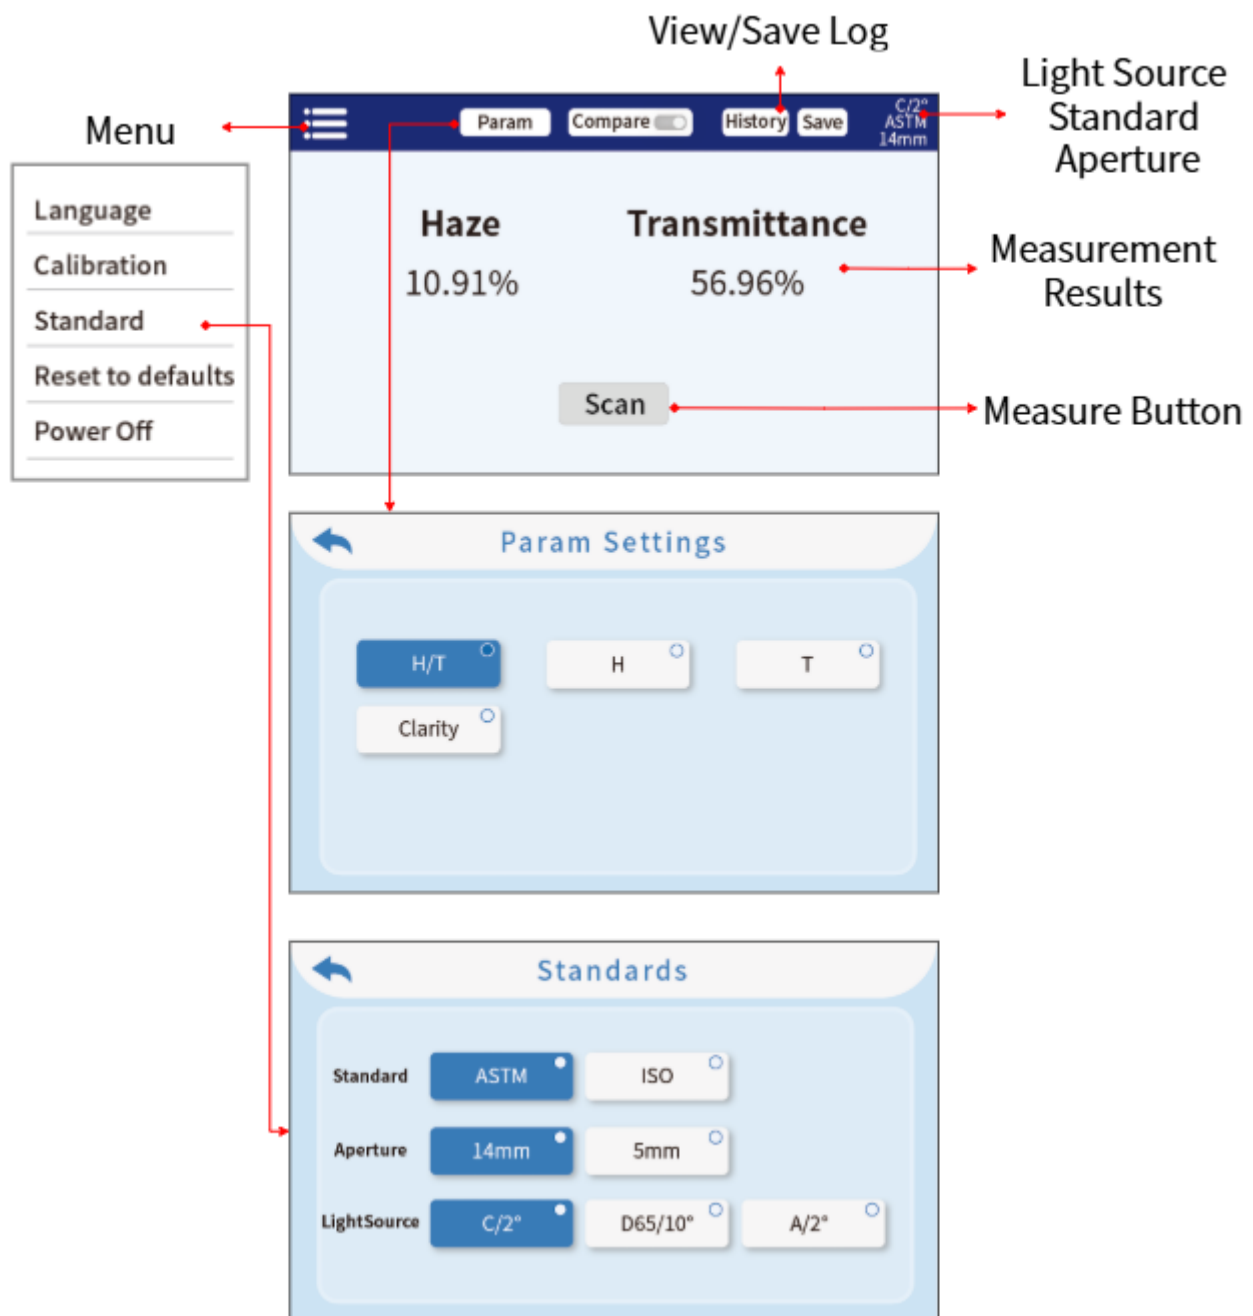 View/Save Log
Light Source
Standard
Aperture
Menu
Param
Compare
History
Save
C/2°
ASTM
14mm
Language
Calibration
Standard
Reset to defaults
Power Off
Haze
Transmittance
10.91%
56.96%
Measurement
Results
Scan
Measure Button
Param Settings
H/T
H
T
Clarity
Standards
Standard
ASTM
ISO
Aperture
14mm
5mm
LightSource
C/2°
D65/10°
A/2°